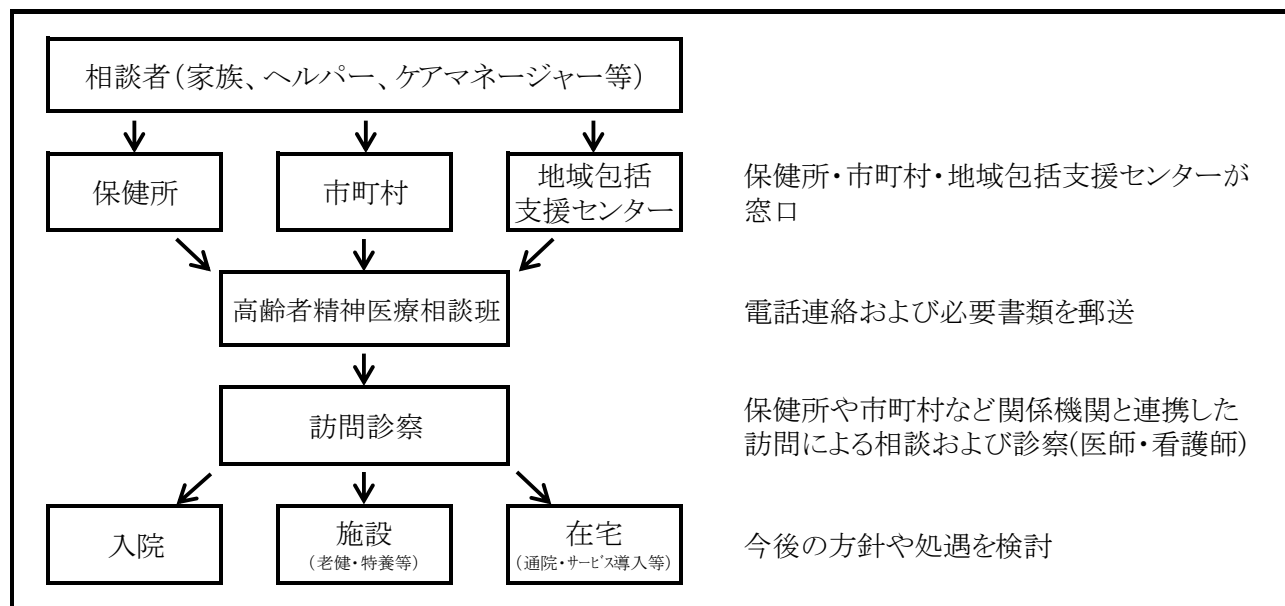 相談者(家族、ヘルパー、ケアマネージャー等)
保健所
市町村
地域包括
支援センター
保健所・市町村・地域包括支援センターが
窓口
高齢者精神医療相談班
電話連絡および必要書類を郵送
訪問診察
保健所や市町村など関係機関と連携した
訪問による相談および診察(医師・看護師)
入院
施設
(老健・特養等)
在宅
(通院・ｻｰﾋﾞｽ導入等)
今後の方針や処遇を検討